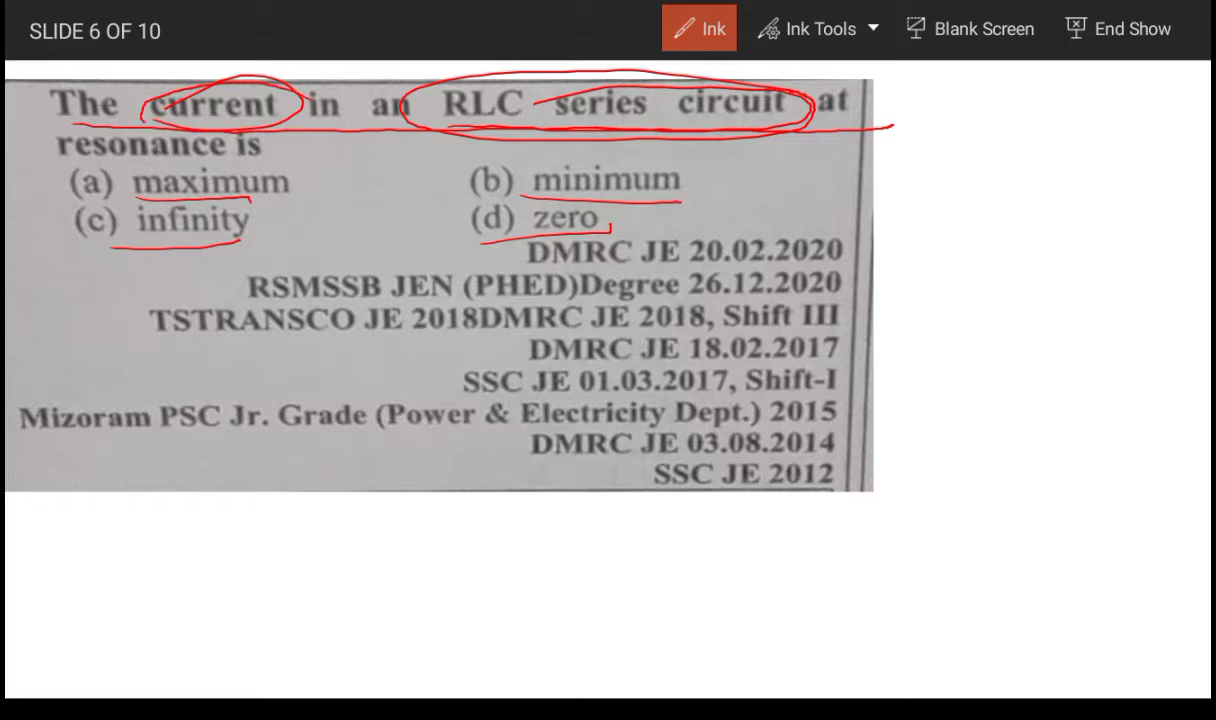 SLIDE 6 OF 10
Ink
Ink Tools
Blank Screen
End Show
The current in an RLC series circuit at
resonance is
(a) maximum (b) minimum
(c) infinity (d) zero
DMRC JE 20.02.2020
RSMSSB JEN (PHED)Degree 26.12.2020
TSTRANSCO JE 2018DMRC JE 2018, Shift III
DMRC JE 18.02.2017
SSC JE 01.03.2017, Shift-I
Mizoram PSC Jr. Grade (Power & Electricity Dept.) 2015
DMRC JE 03.08.2014
SSC JE 2012